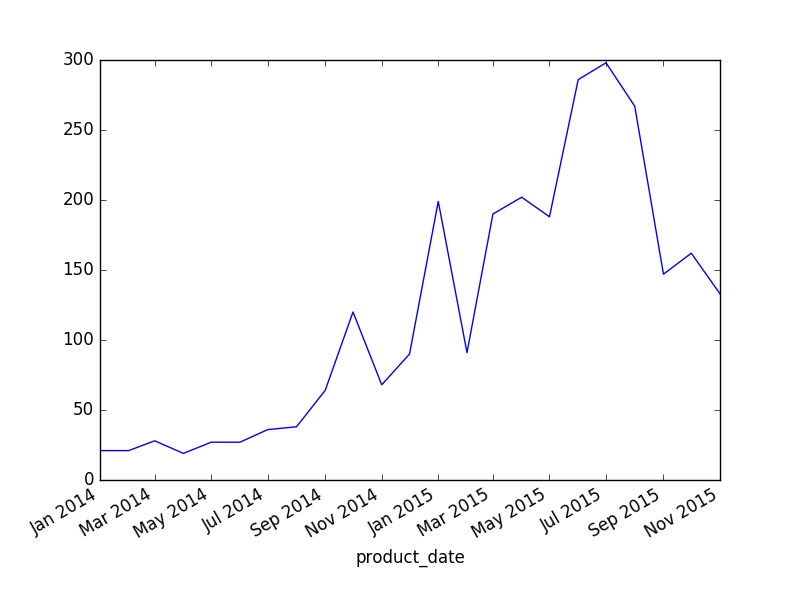 300
250
200
150
100
50
0
Jan 2014
Mar 2014
May 2014
Jul 2014
Sep 2014
Nov 2014
Jan 2015
Mar 2015
May 2015
Jul 2015
Sep 2015
Nov 2015
product_date